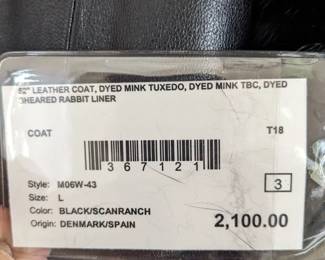 52" LEATHER COAT, DYED MINK TUXEDO, DYED MINK TBC, DYED
SHEARED RABBIT LINER
COAT T18
367121
Style: M06W-43 3
Size: L
Color: BLACK/SCANRANCH 2,100.00
Origin: DENMARK/SPAIN